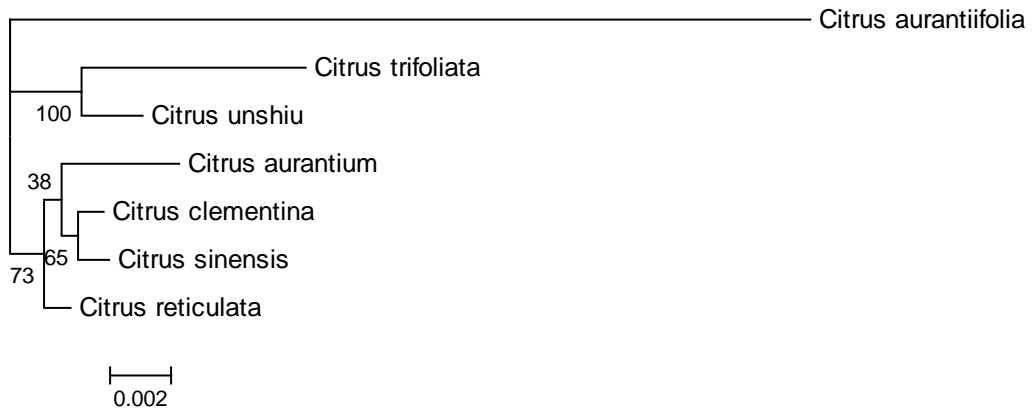 Citrus aurantiifolia
Citrus trifoliata
100
Citrus unshiu
Citrus aurantium
38
Citrus clementina
65
Citrus sinensis
73
Citrus reticulata
0.002